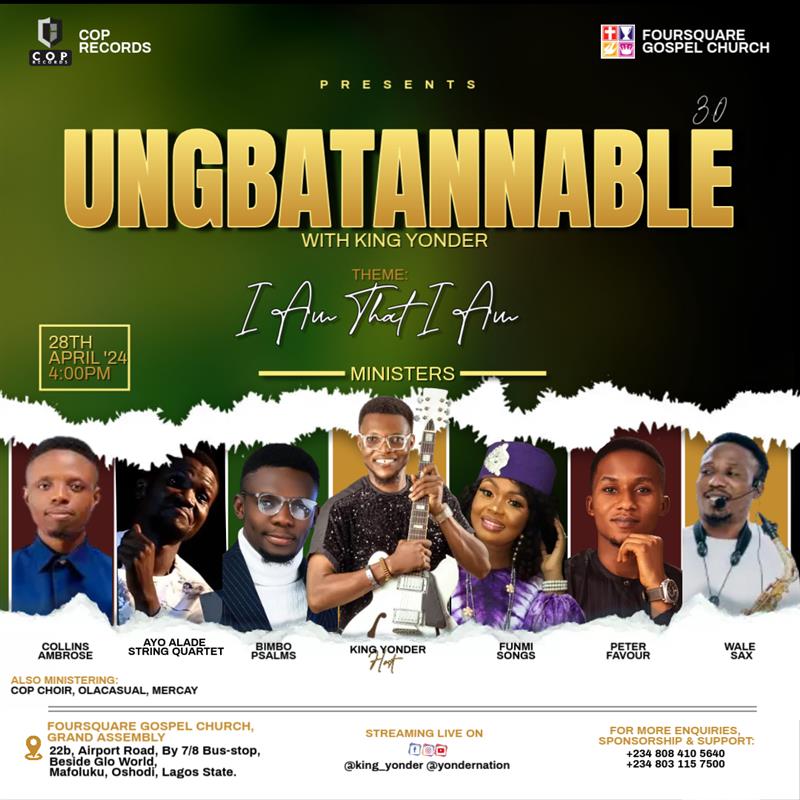 COP
RECORDS
COP
RECORDS
FOURSQUARE
GOSPEL CHURCH
PRESENTS
30
UNGBATANNABLE
WITH KING YONDER
THEME:
I Am That I Am
28TH
APRIL '24
4:00PM
MINISTERS
COLLINS
AMBROSE
AYO ALADE
STRING QUARTET
BIMBO
PSALMS
KING YONDER
Host
FUNMI
SONGS
PETER
FAVOUR
WALE
SAX
ALSO MINISTERING:
COP CHOIR, OLACASUAL, MERCAY
FOURSQUARE GOSPEL CHURCH,
GRAND ASSEMBLY
22b, Airport Road, By 7/8 Bus-stop,
Beside Glo World,
Mafoluku, Oshodi, Lagos State.
STREAMING LIVE ON
@king_yonder @yondernation
FOR MORE ENQUIRIES,
SPONSORSHIP & SUPPORT:
+234 808 410 5640
+234 803 115 7500